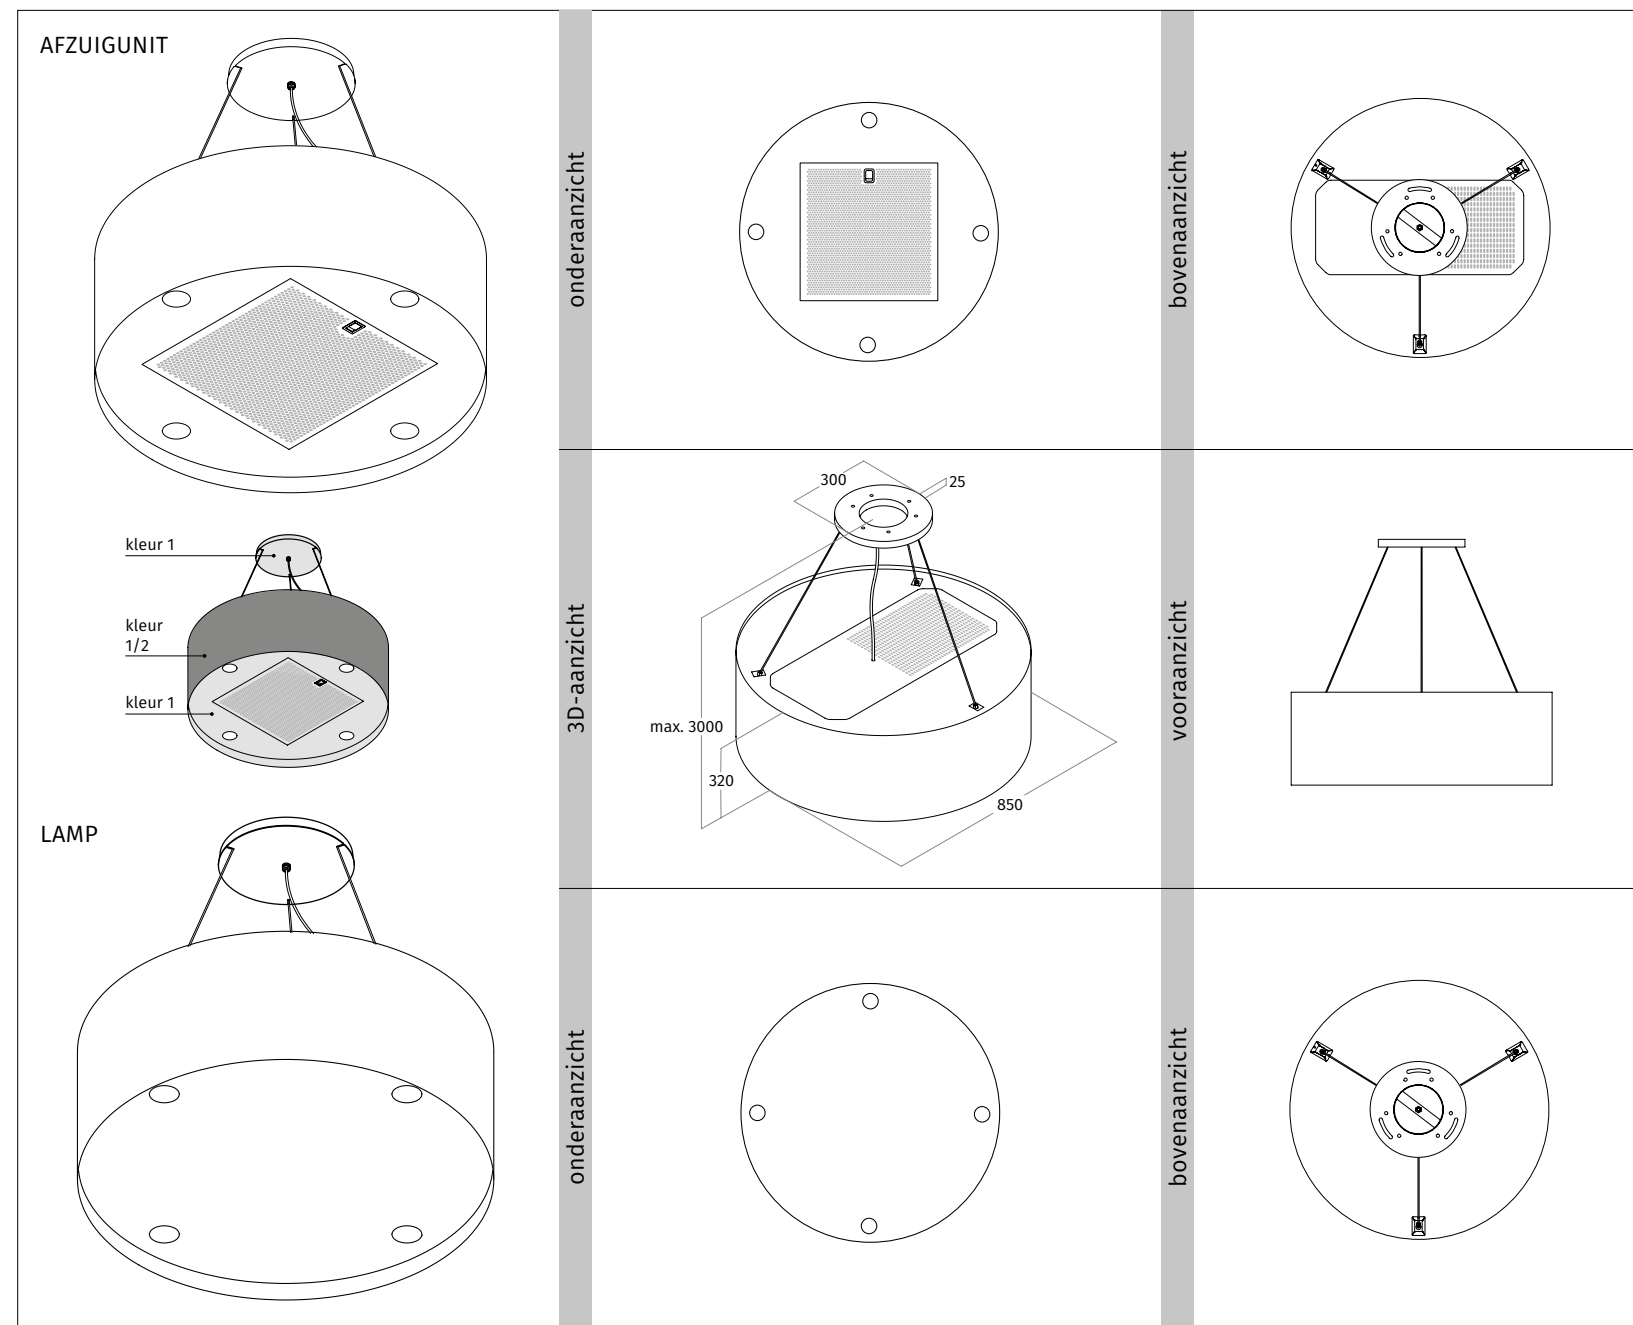 AFZUIGUNIT
kleur 1
kleur
1/2
kleur 1
LAMP
onderaanzicht
bovenaanzicht
3D-aanzicht
300
25
max. 3000
320
850
vooraanzicht
onderaanzicht
bovenaanzicht